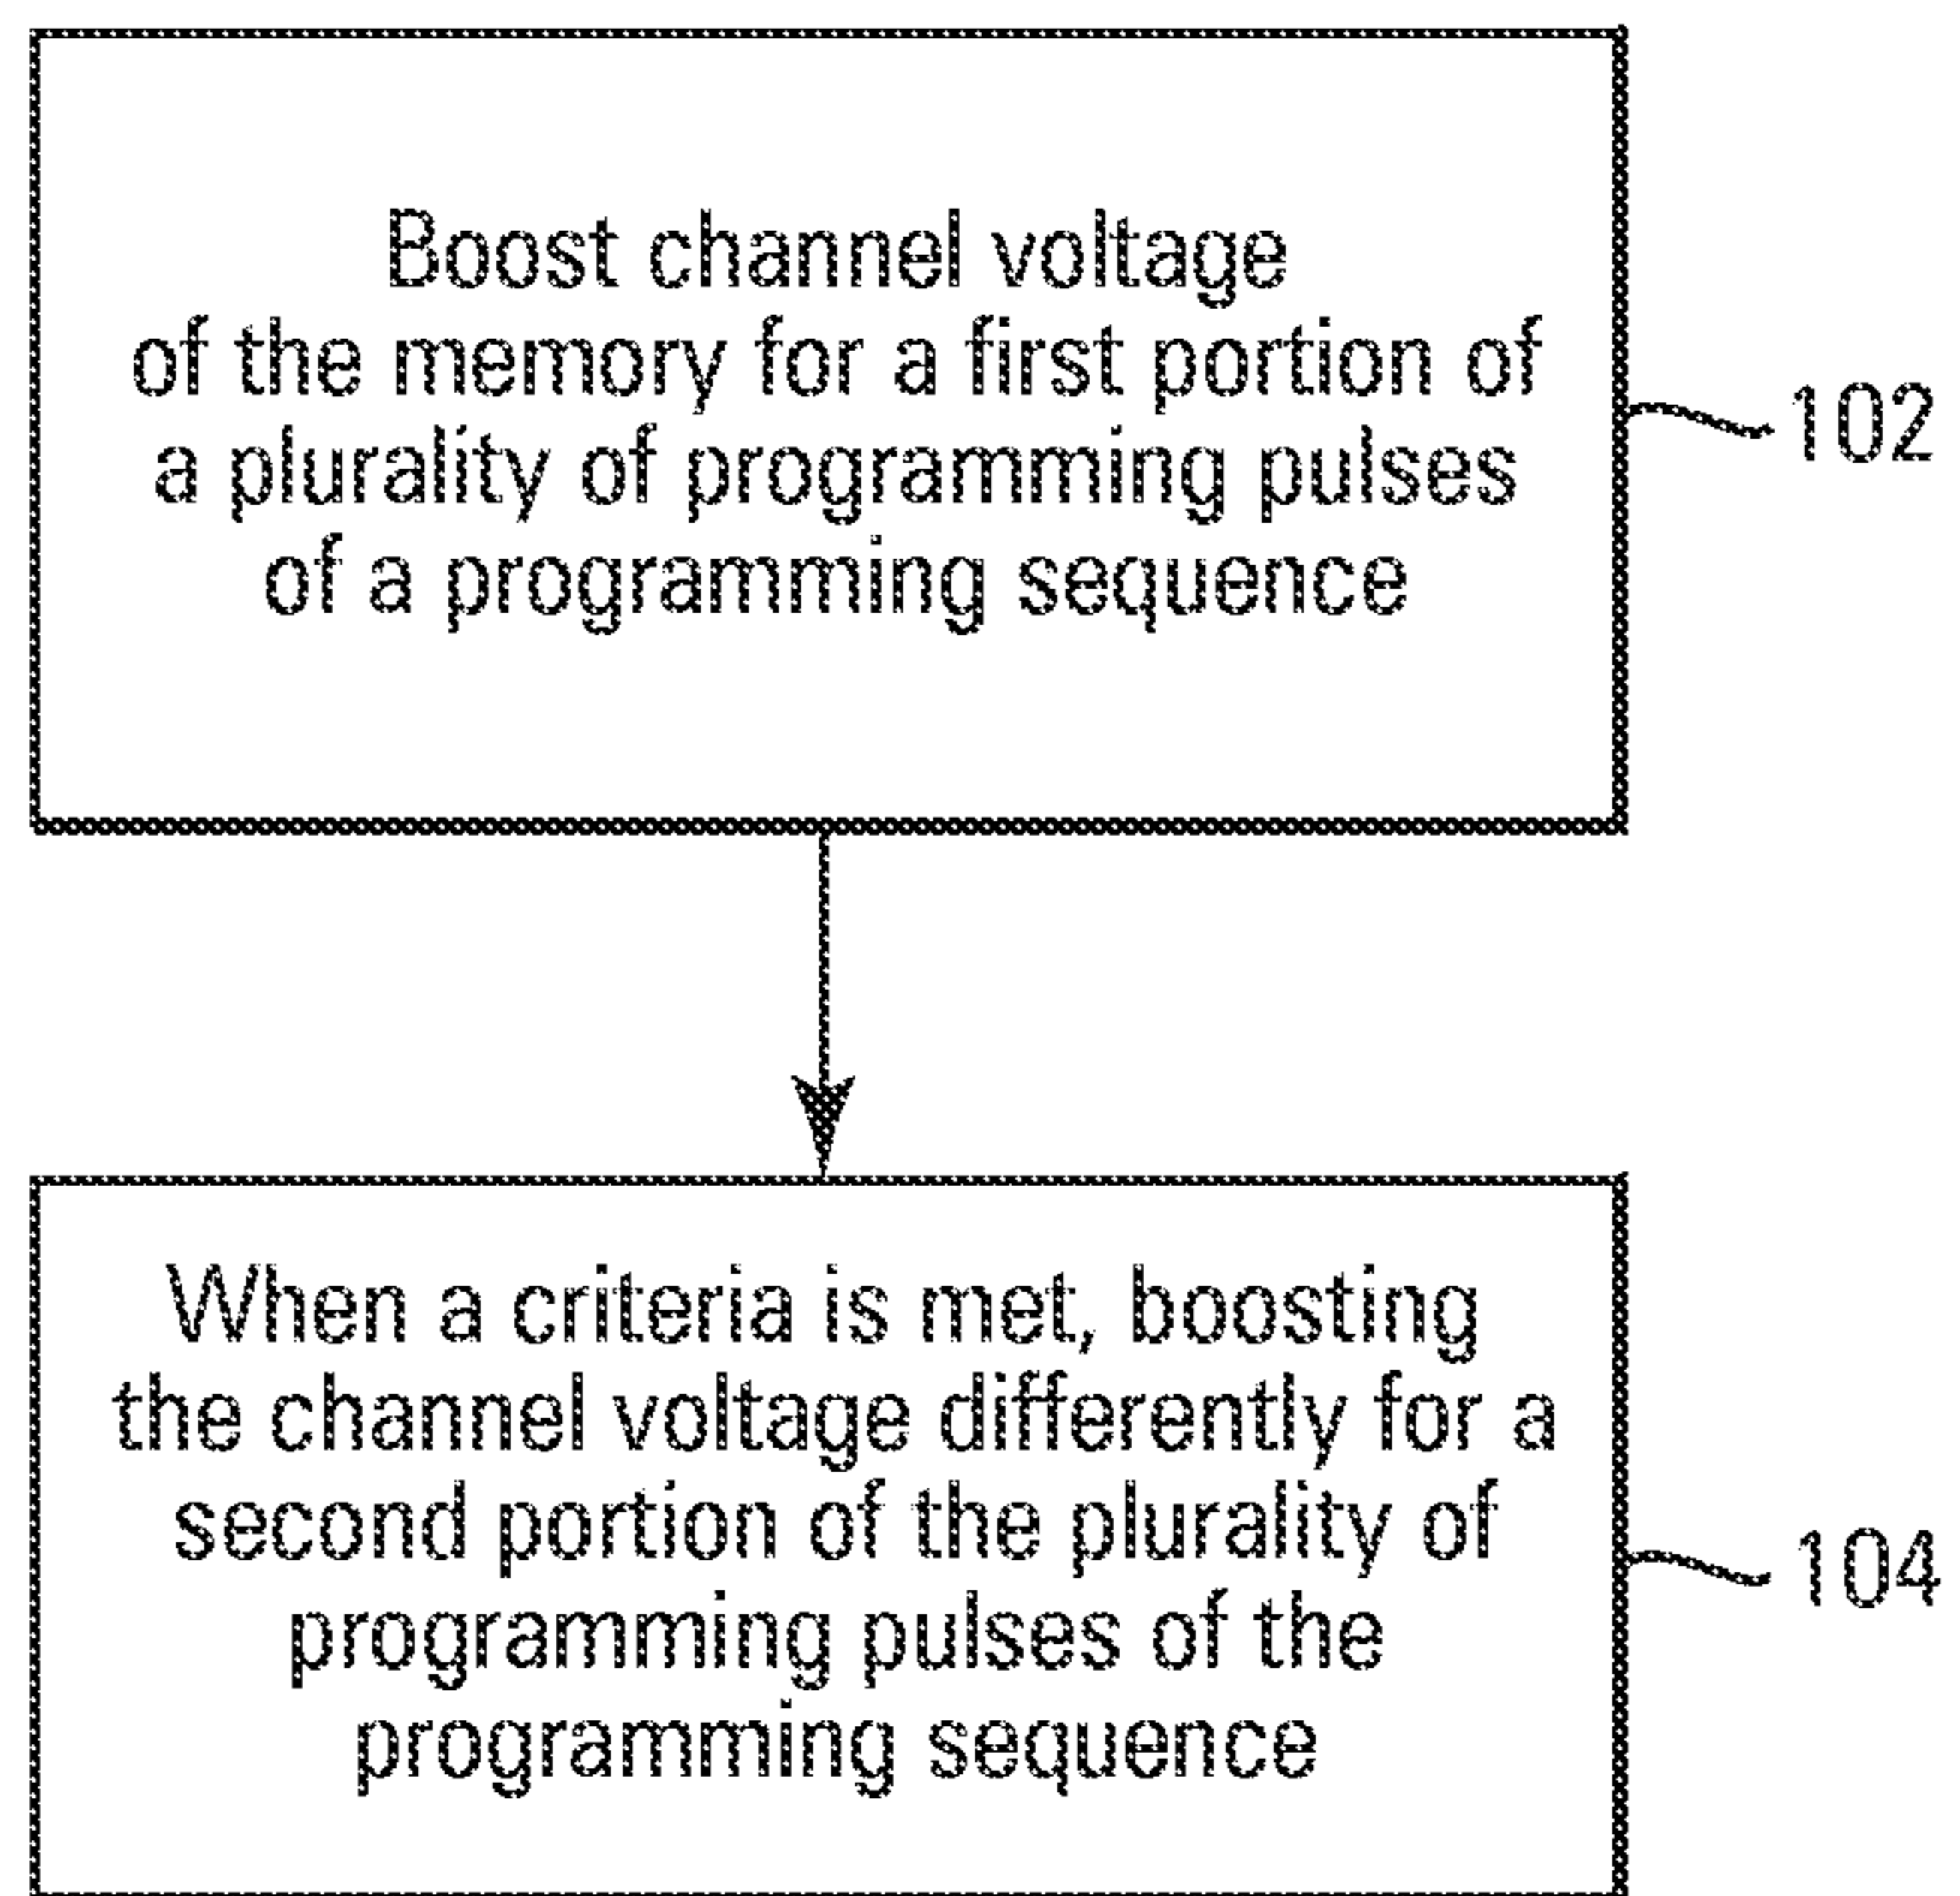 Boost channel voltage
of the memory for a first portion of
a plurality of programming pulses
of a programming sequence
102
When a criteria is met, boosting
the channel voltage differently for a
second portion of the plurality of
programming pulses of the
programming sequence
104